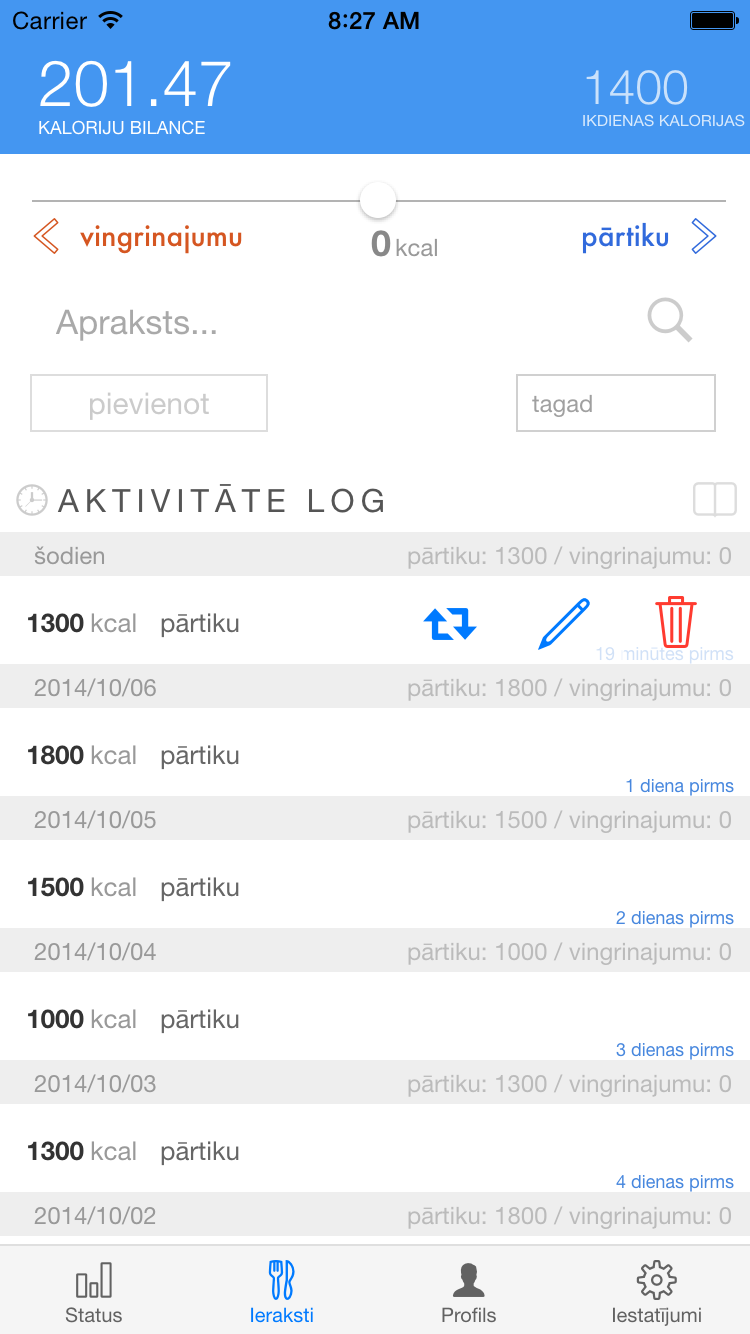 Carrier 8:27 AM
201.47 1400
KALORIJU BILANCE IKDIENAS KALORIJAS
vingrinajumu 0 kcal pārtiku
Apraksts...
pievienot tagad
AKTIVITĀTE LOG
šodien pārtiku: 1300 / vingrinajumu: 0
1300 kcal pārtiku
19 minūtes pirms
2014/10/06 pārtiku: 1800 / vingrinajumu: 0
1800 kcal pārtiku
1 diena pirms
2014/10/05 pārtiku: 1500 / vingrinajumu: 0
1500 kcal pārtiku
2 dienas pirms
2014/10/04 pārtiku: 1000 / vingrinajumu: 0
1000 kcal pārtiku
3 dienas pirms
2014/10/03 pārtiku: 1300 / vingrinajumu: 0
1300 kcal pārtiku
4 dienas pirms
2014/10/02 pārtiku: 1800 / vingrinajumu: 0
Status Ieraksti Profils Iestatījumi